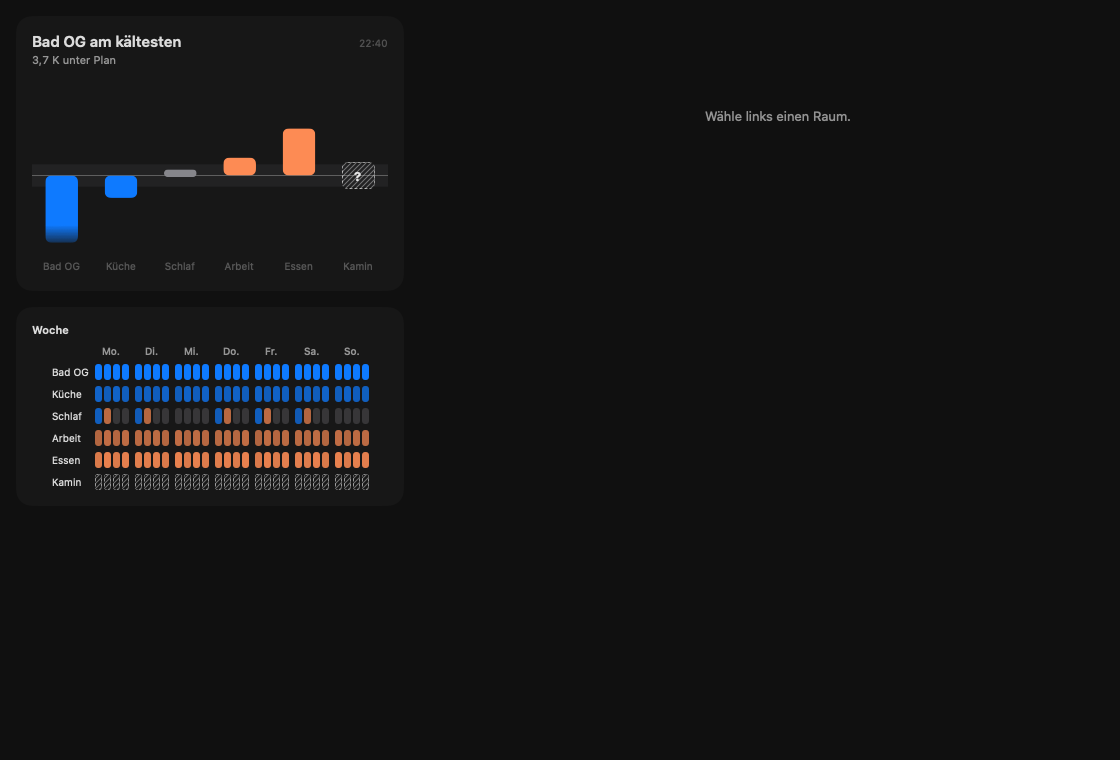 Bad OG am kältesten
22:40
3,7 K unter Plan
?
Bad OG Küche Schlaf Arbeit Essen Kamin
Woche
Mo. Di. Mi. Do. Fr. Sa. So.
Bad OG
Küche
Schlaf
Arbeit
Essen
Kamin
Wähle links einen Raum.